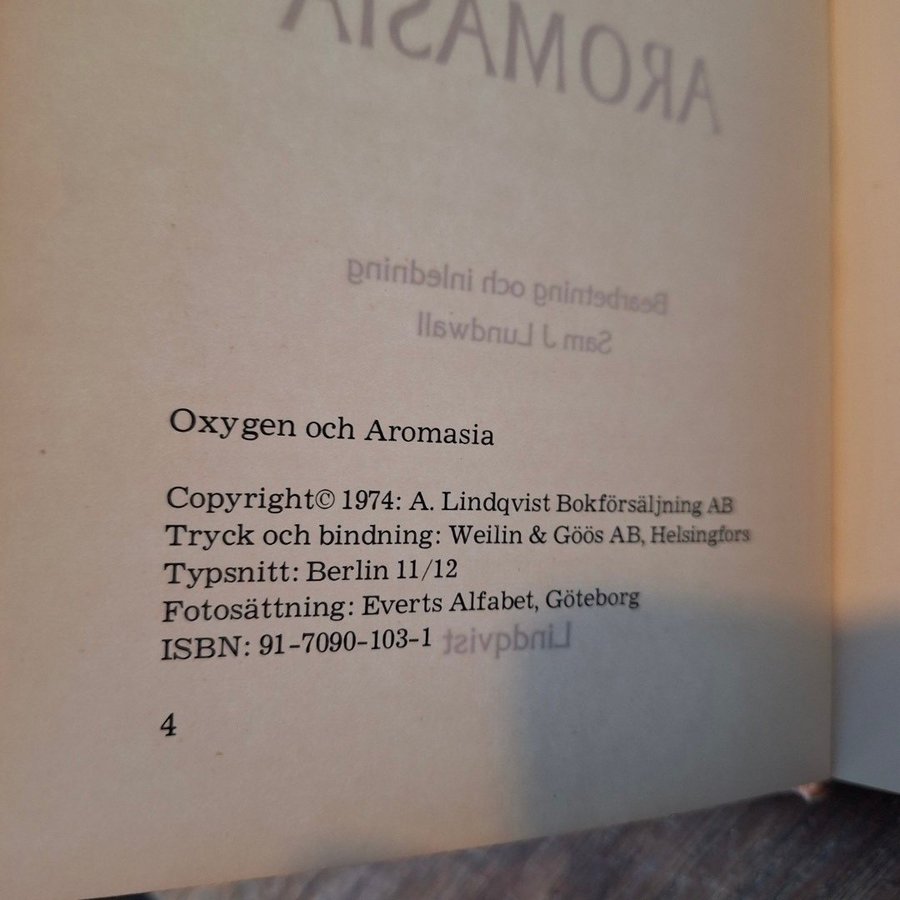 AROMASIA
Bearbetning och inledning
Sam J Lundwall
Oxygen och Aromasia
Copyright© 1974: A. Lindqvist Bokförsäljning AB
Tryck och bindning: Weilin & Göös AB, Helsingfors
Typsnitt: Berlin 11/12
Fotosättning: Everts Alfabet, Göteborg
ISBN: 91-7090-103-1
Lindqvist
4